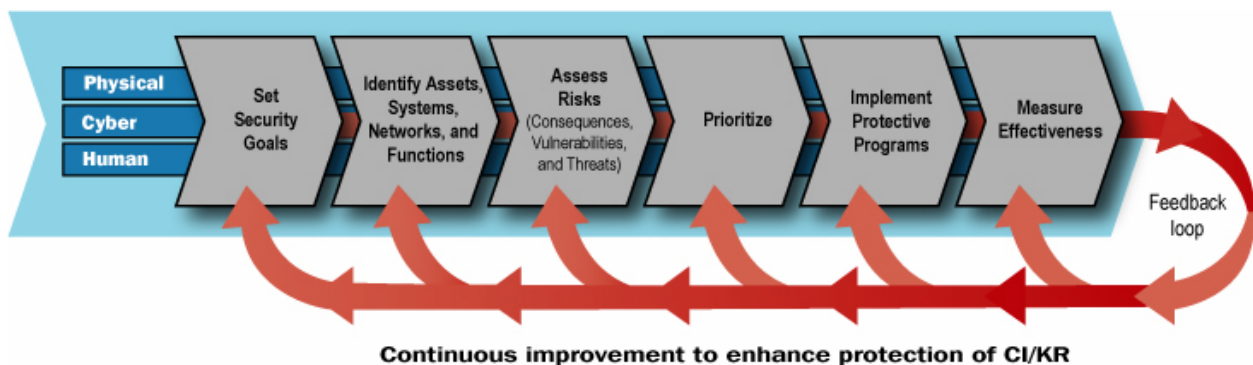 Physical
Cyber
Human
Set
Security
Goals
Identify Assets,
Systems,
Networks, and
Functions
Assess
Risks
(Consequences,
Vulnerabilities,
and Threats)
Prioritize
Implement
Protective
Programs
Measure
Effectiveness
Feedback
loop
Continuous improvement to enhance protection of CI/KR